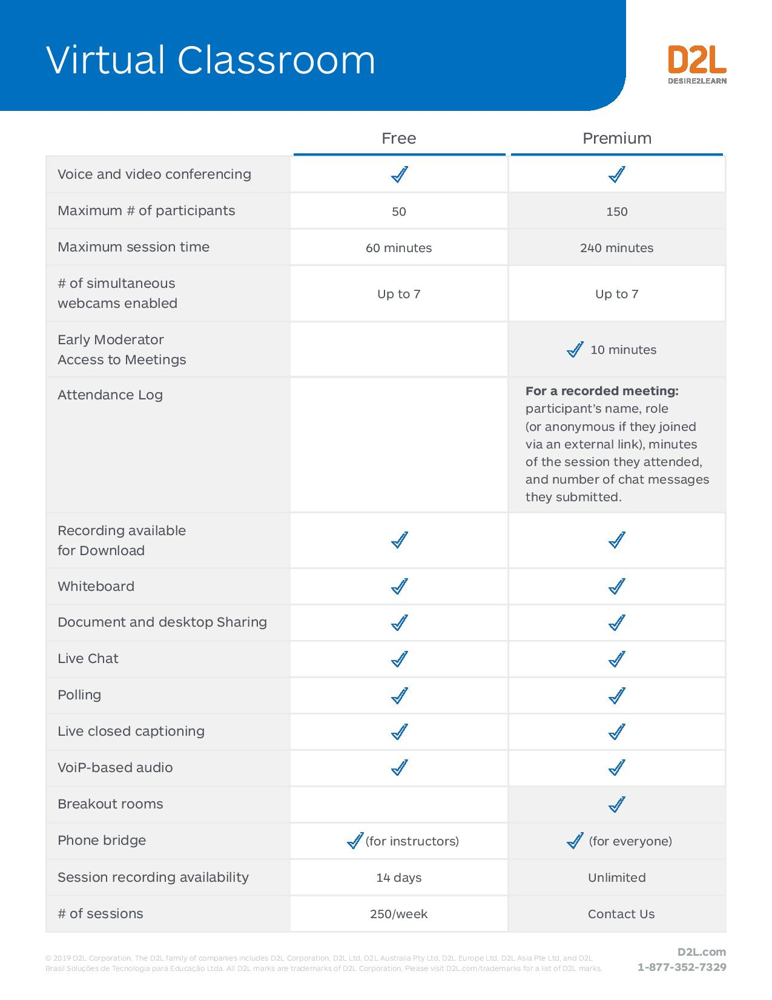 Virtual Classroom
D2L
DESIRE2LEARN
Free Premium
Voice and video conferencing
Maximum # of participants 50 150
Maximum session time 60 minutes 240 minutes
# of simultaneous
webcams enabled
Up to 7 Up to 7
Early Moderator
Access to Meetings
10 minutes
Attendance Log
For a recorded meeting:
participant's name, role
(or anonymous if they joined
via an external link), minutes
of the session they attended,
and number of chat messages
they submitted.
Recording available
for Download
Whiteboard
Document and desktop Sharing
Live Chat
Polling
Live closed captioning
VoiP-based audio
Breakout rooms
Phone bridge (for instructors) (for everyone)
Session recording availability 14 days Unlimited
# of sessions 250/week Contact Us
© 2019 D2L Corporation. The D2L family of companies includes D2L Corporation, D2L Ltd, D2L Australia Pty Ltd, D2L Europe Ltd, D2L Asia Pte Ltd, and D2L
Brasil Soluções de Tecnologia para Educação Ltda. All D2L marks are trademarks of D2L Corporation. Please visit D2L.com/trademarks for a list of D2L marks.
D2L.com
1-877-352-7329